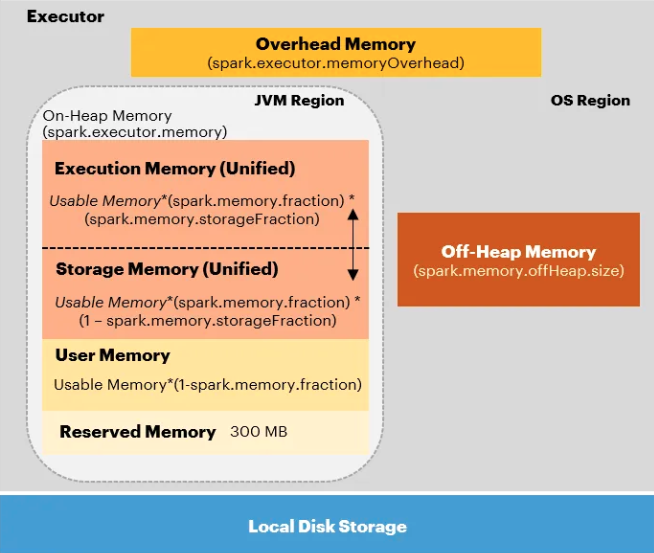 Executor
Overhead Memory
(spark.executor.memoryOverhead)
JVM Region
OS Region
On-Heap Memory
(spark.executor.memory)
Execution Memory (Unified)
Usable Memory*(spark.memory.fraction) *
(spark.memory.storageFraction)
Storage Memory (Unified)
Usable Memory*(spark.memory.fraction) *
(1 – spark.memory.storageFraction)
User Memory
Usable Memory*(1-spark.memory.fraction)
Reserved Memory 300 MB
Off-Heap Memory
(spark.memory.offHeap.size)
Local Disk Storage